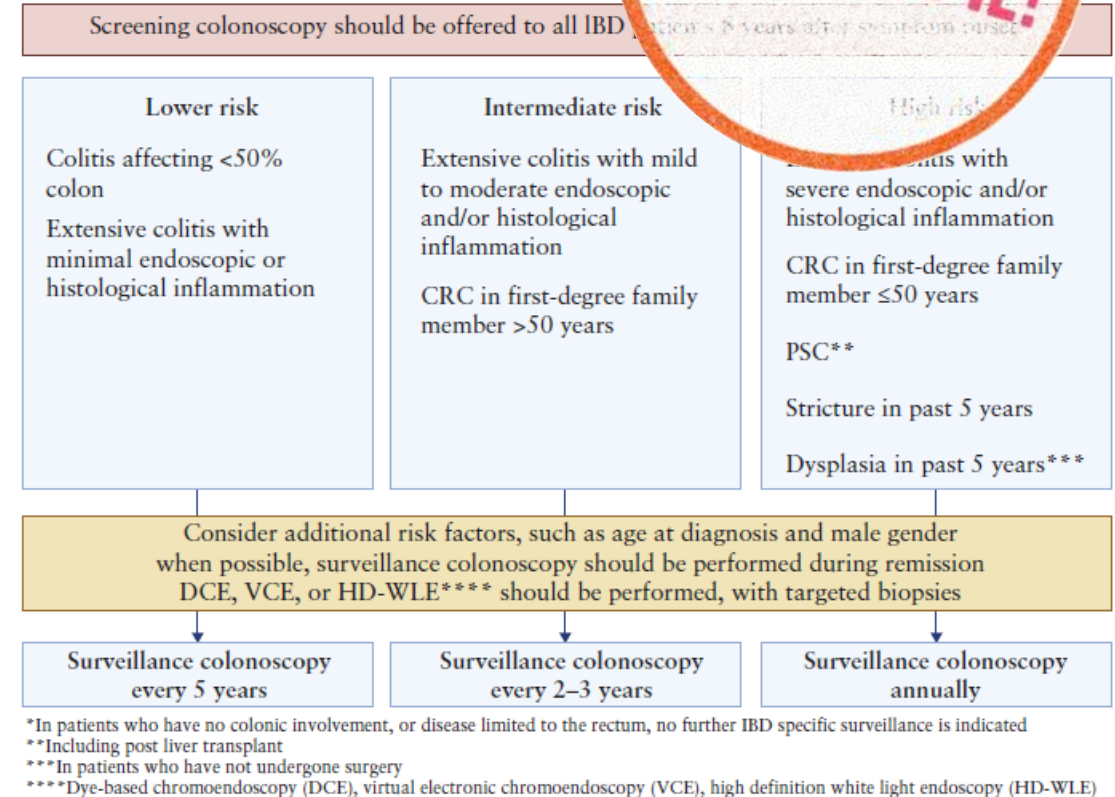 Screening colonoscopy should be offered to all IBD patients 8 years after symptom onset
Lower risk
Colitis affecting <50%
colon
Extensive colitis with
minimal endoscopic or
histological inflammation
Intermediate risk
Extensive colitis with mild
to moderate endoscopic
and/or histological
inflammation
CRC in first-degree family
member >50 years
High risk
colitis with
severe endoscopic and/or
histological inflammation
CRC in first-degree family
member ≤50 years
PSC**
Stricture in past 5 years
Dysplasia in past 5 years***
Consider additional risk factors, such as age at diagnosis and male gender
when possible, surveillance colonoscopy should be performed during remission
DCE, VCE, or HD-WLE**** should be performed, with targeted biopsies
Surveillance colonoscopy
every 5 years
Surveillance colonoscopy
every 2–3 years
Surveillance colonoscopy
annually
*In patients who have no colonic involvement, or disease limited to the rectum, no further IBD specific surveillance is indicated
**Including post liver transplant
***In patients who have not undergone surgery
****Dye-based chromoendoscopy (DCE), virtual electronic chromoendoscopy (VCE), high definition white light endoscopy (HD-WLE)